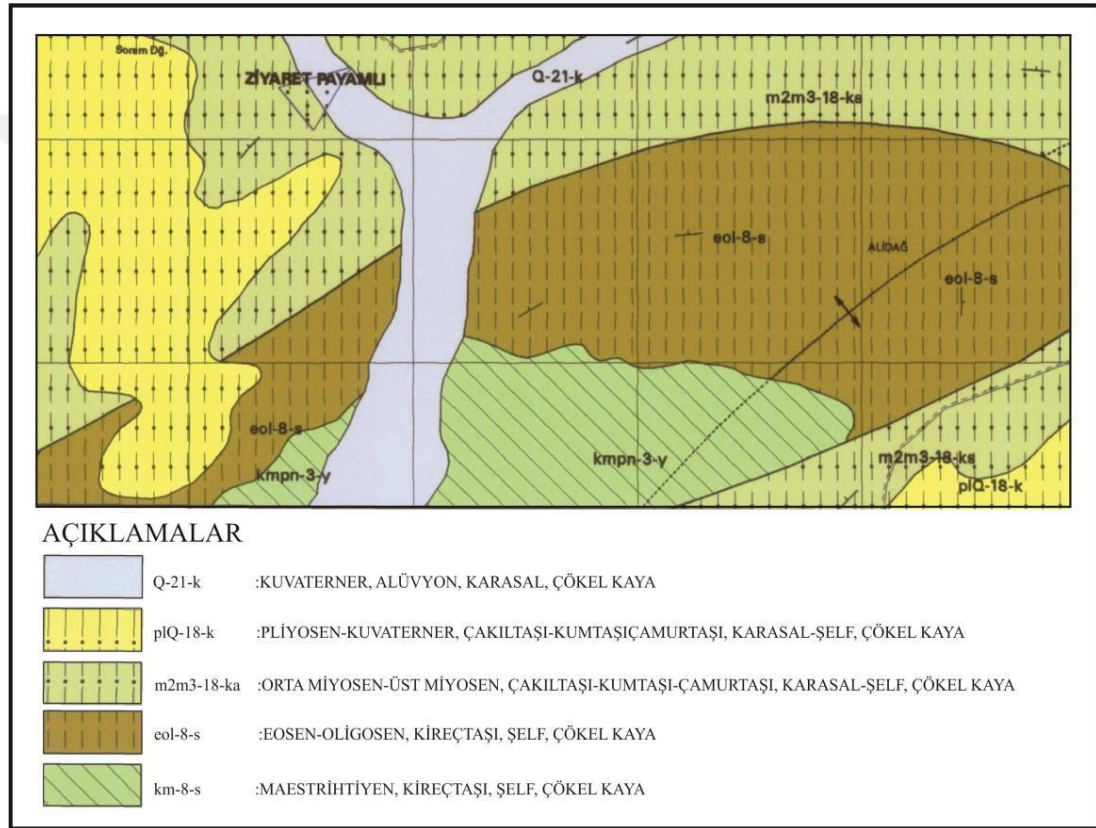 Sorım Dğ.
ZİYARET PAYAMLI
Q-21-k
m2m3-18-ks
eol-8-s
ALİDAĞ
eol-8-s
eol-8-s
kmpn-3-y
kmpn-3-y
m2m3-18-ks
plQ-18-k
AÇIKLAMALAR
Q-21-k :KUVATERNER, ALÜVYON, KARASAL, ÇÖKEL KAYA
plQ-18-k :PLİYOSEN-KUVATERNER, ÇAKILTAŞI-KUMTAŞIÇAMURTAŞI, KARASAL-ŞELF, ÇÖKEL KAYA
m2m3-18-ka :ORTA MİYOSEN-ÜST MİYOSEN, ÇAKILTAŞI-KUMTAŞI-ÇAMURTAŞI, KARASAL-ŞELF, ÇÖKEL KAYA
eol-8-s :EOSEN-OLİGOSEN, KİREÇTAŞI, ŞELF, ÇÖKEL KAYA
km-8-s :MAESTRİHTİYEN, KİREÇTAŞI, ŞELF, ÇÖKEL KAYA